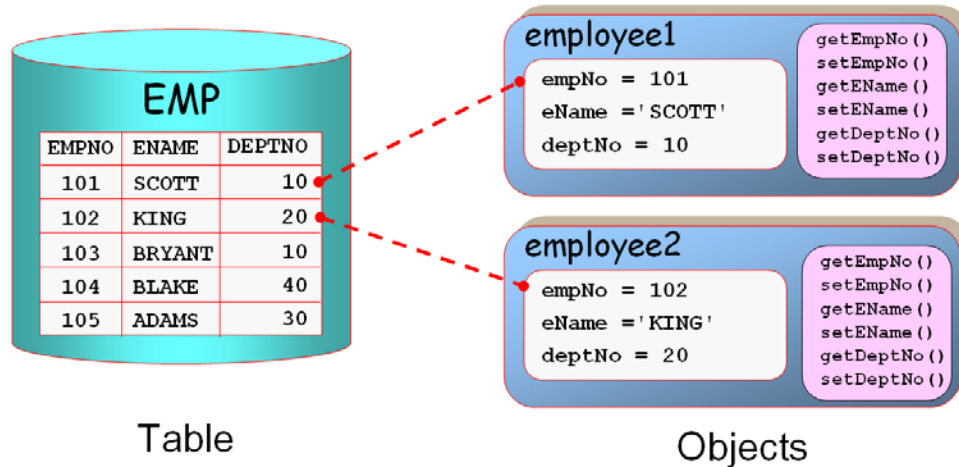 EMP
EMPNO ENAME DEPTNO
101 SCOTT 10
102 KING 20
103 BRYANT 10
104 BLAKE 40
105 ADAMS 30
Table
employee1
empNo = 101
eName ='SCOTT'
deptNo = 10
getEmpNo()
setEmpNo()
getEName()
setEName()
getDeptNo()
setDeptNo()
employee2
empNo = 102
eName ='KING'
deptNo = 20
getEmpNo()
setEmpNo()
getEName()
setEName()
getDeptNo()
setDeptNo()
Objects